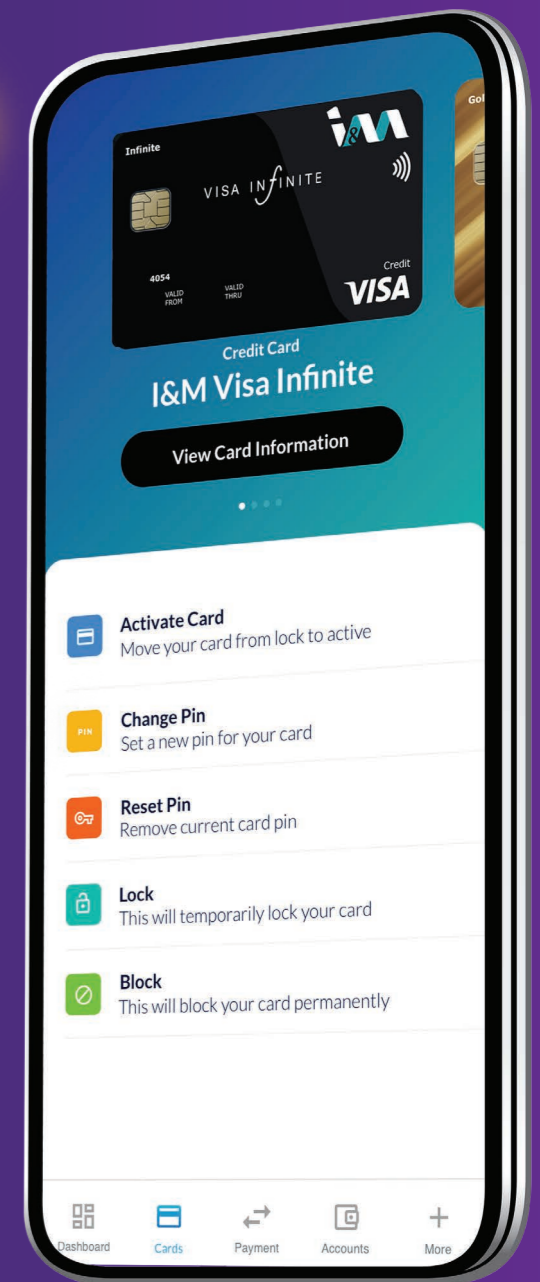 Infinite
i&M
Gol
VISA INFINITE
4054
VALID FROM
VALID THRU
Credit
VISA
Credit Card
I&M Visa Infinite
View Card Information
Activate Card
Move your card from lock to active
PIN
Change Pin
Set a new pin for your card
Reset Pin
Remove current card pin
Lock
This will temporarily lock your card
Block
This will block your card permanently
Dashboard
Cards
Payment
Accounts
More